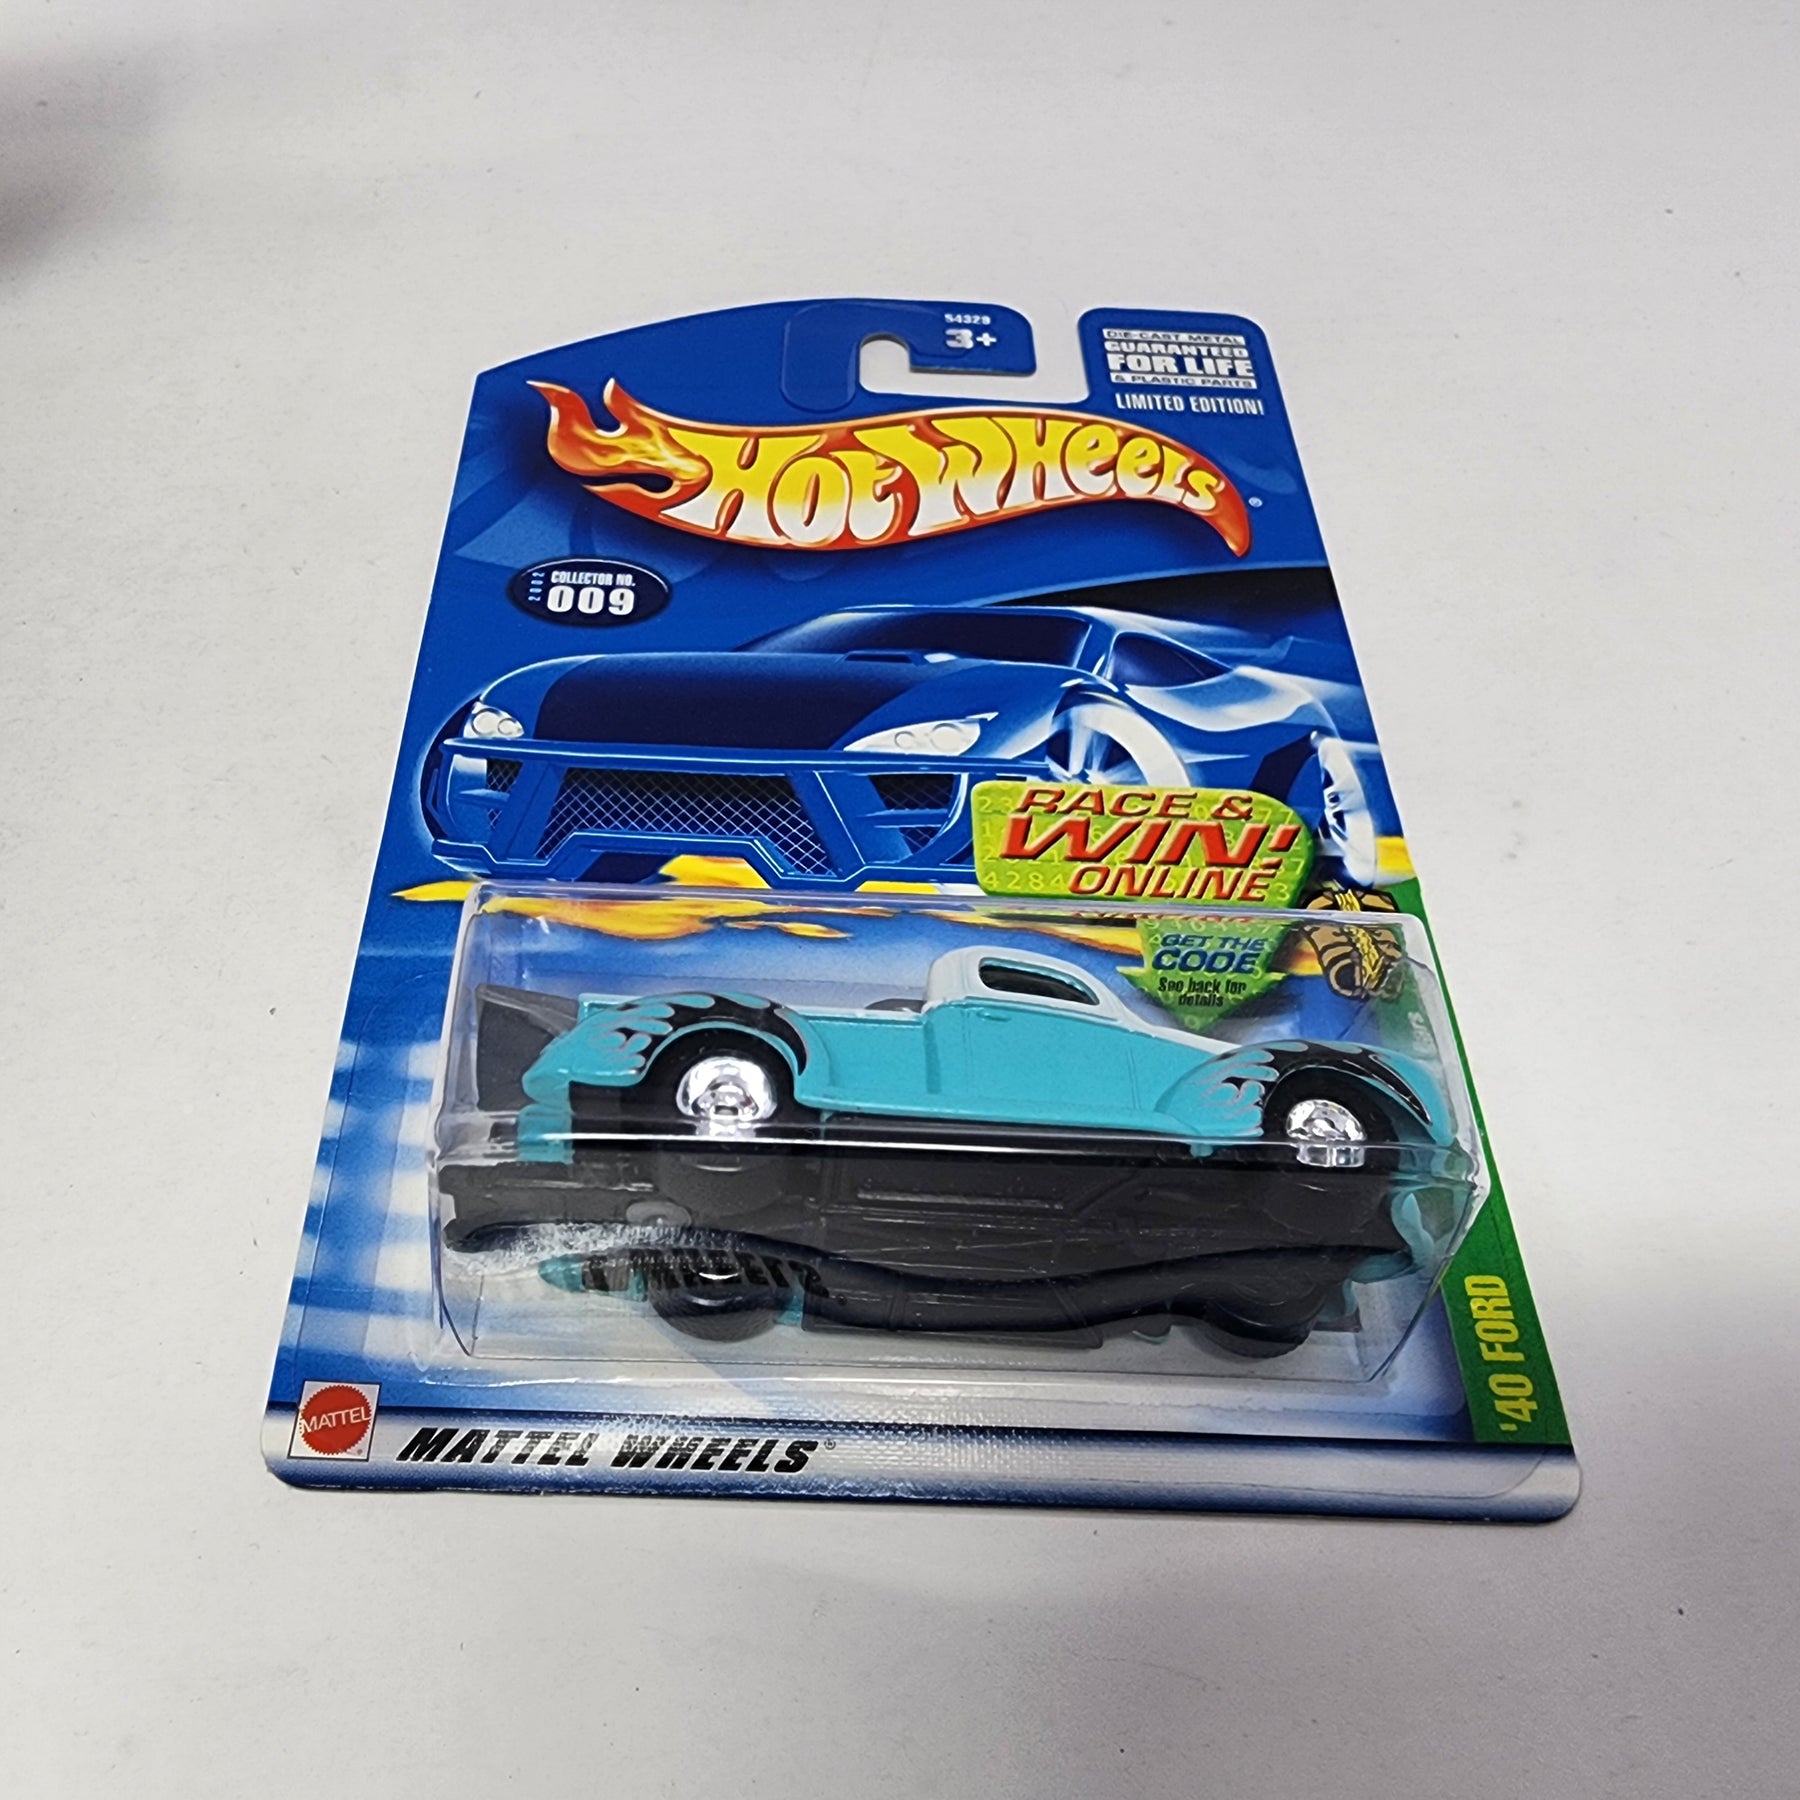 54329
3+
DIE-CAST METAL
GUARANTEED
FOR LIFE
& PLASTIC PARTS
LIMITED EDITION!
HOT WHEELS®
2002
COLLECTOR NO.
009
RACE &
WIN!
ONLINE
GET THE
CODE
See back for
details
'40 FORD
MATTEL
MATTEL WHEELS®